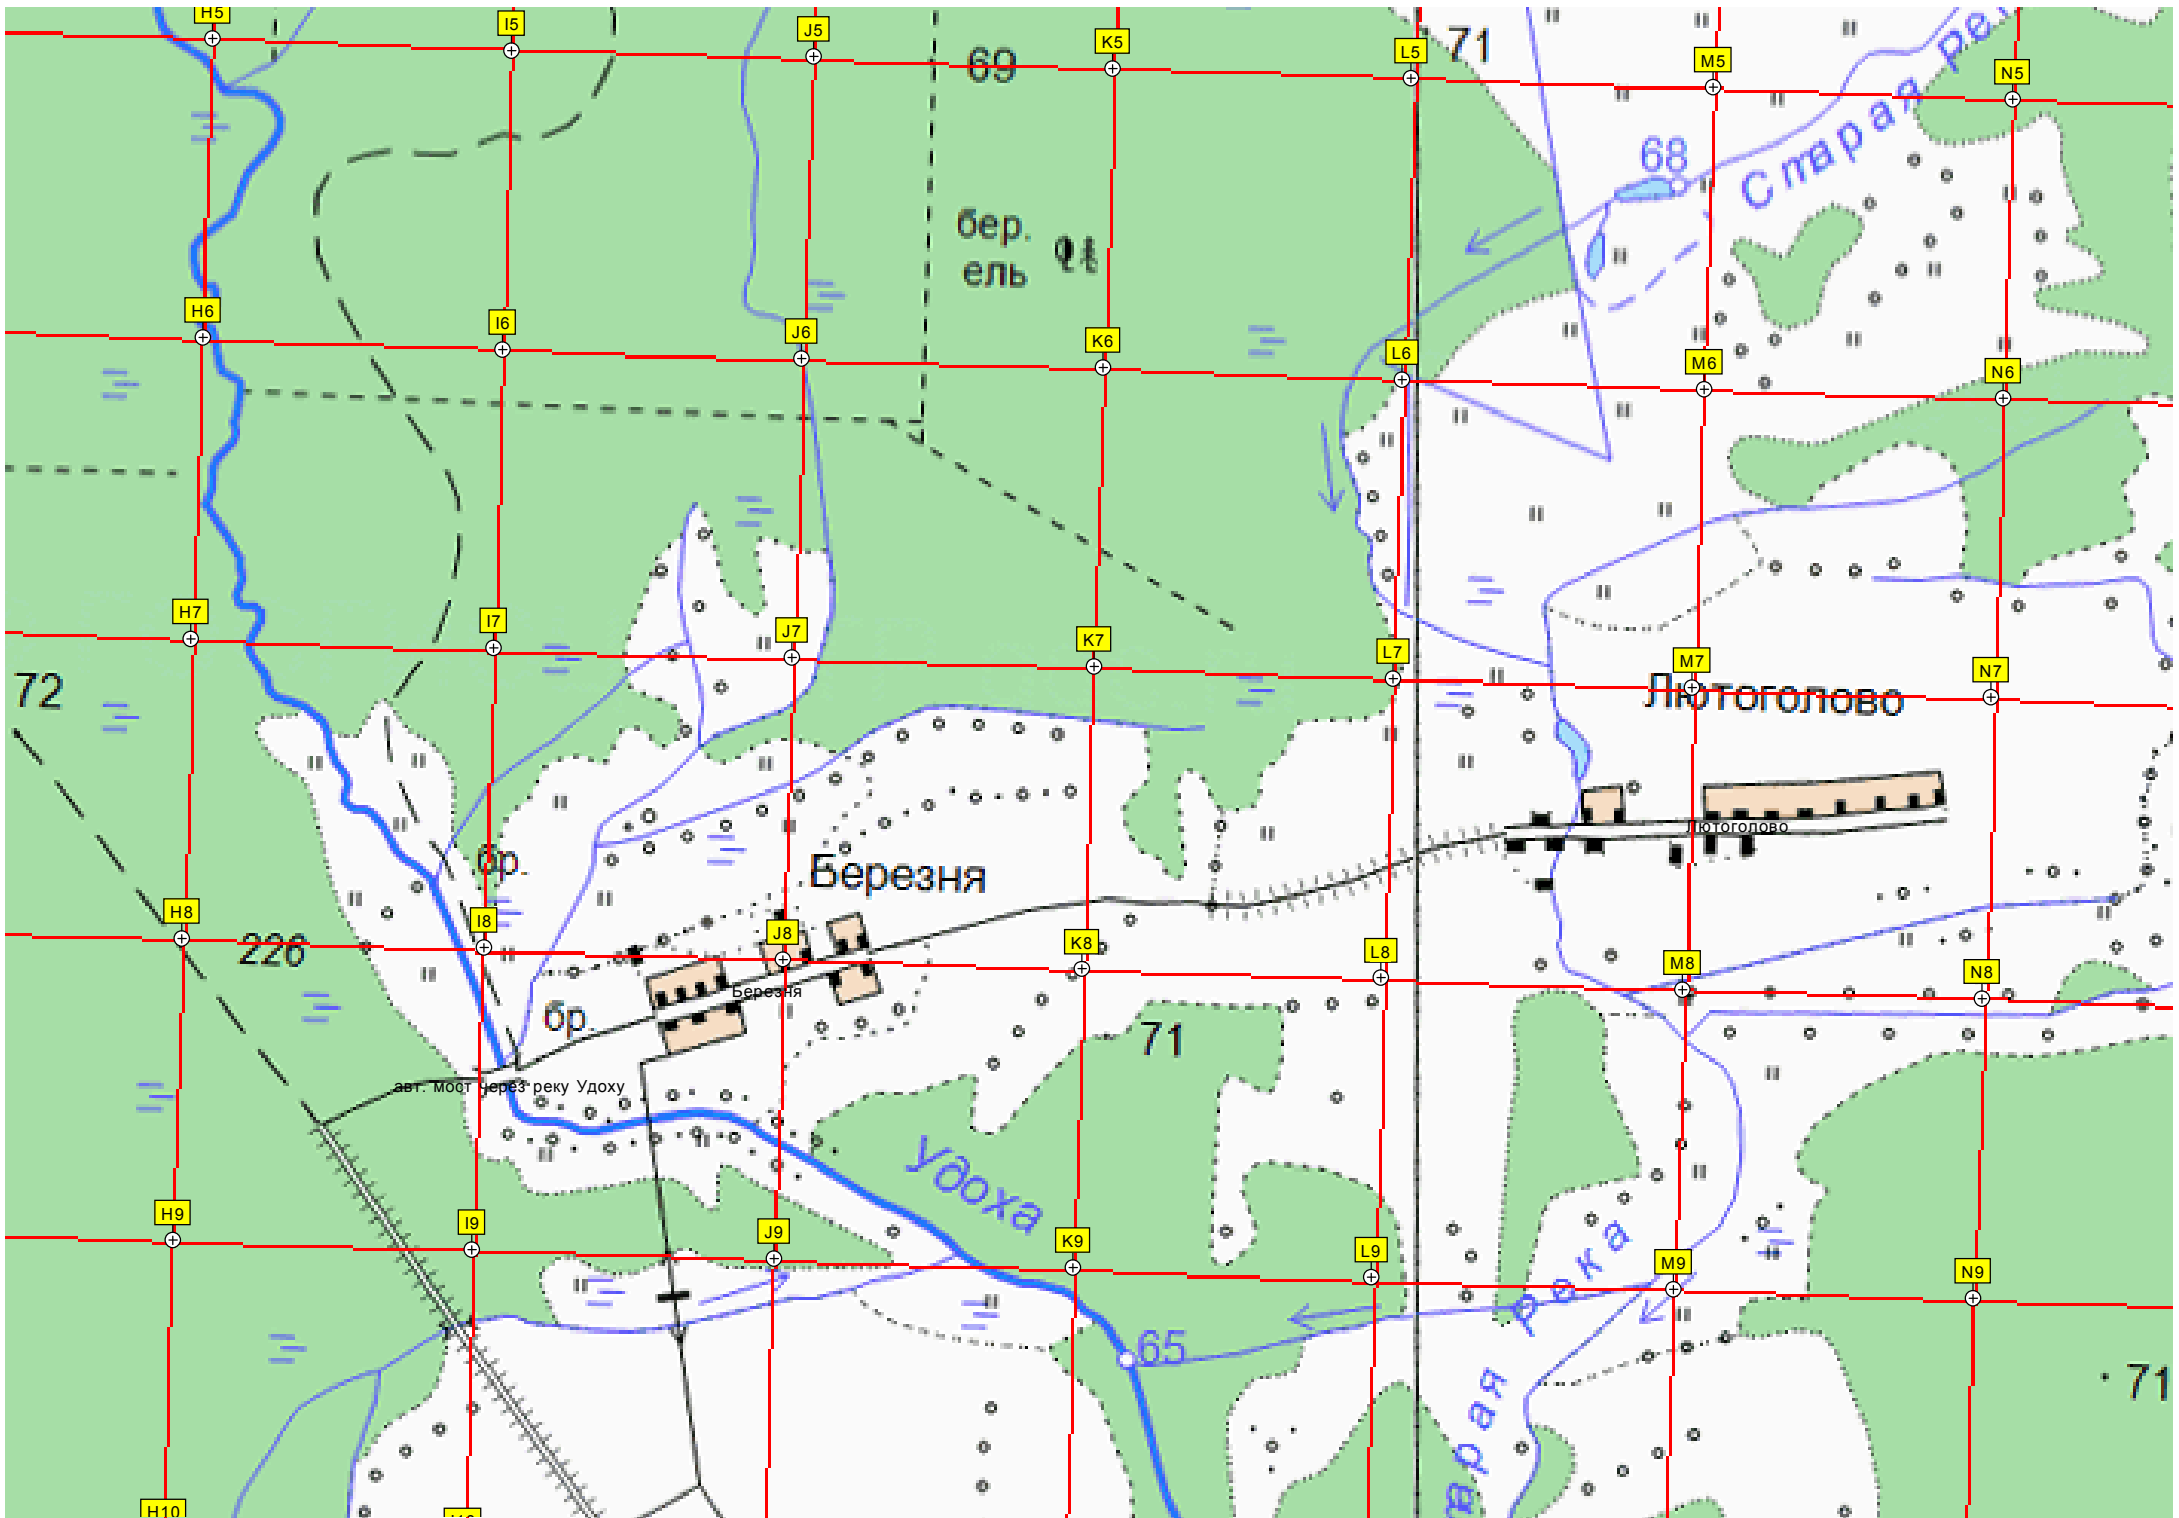 H5
I5
J5
K5
L5
M5
N5
69
71
68
Старая Ре
бер.
ель
H6
I6
J6
K6
L6
M6
N6
H7
I7
J7
K7
L7
M7
N7
72
Лютоголово
Лютоголово
бр.
Березня
H8
I8
J8
K8
L8
M8
N8
226
Березня
бр.
71
авт. мост через реку Удоху
Удоха
H9
I9
J9
K9
L9
M9
N9
65
арая Река
71
H10